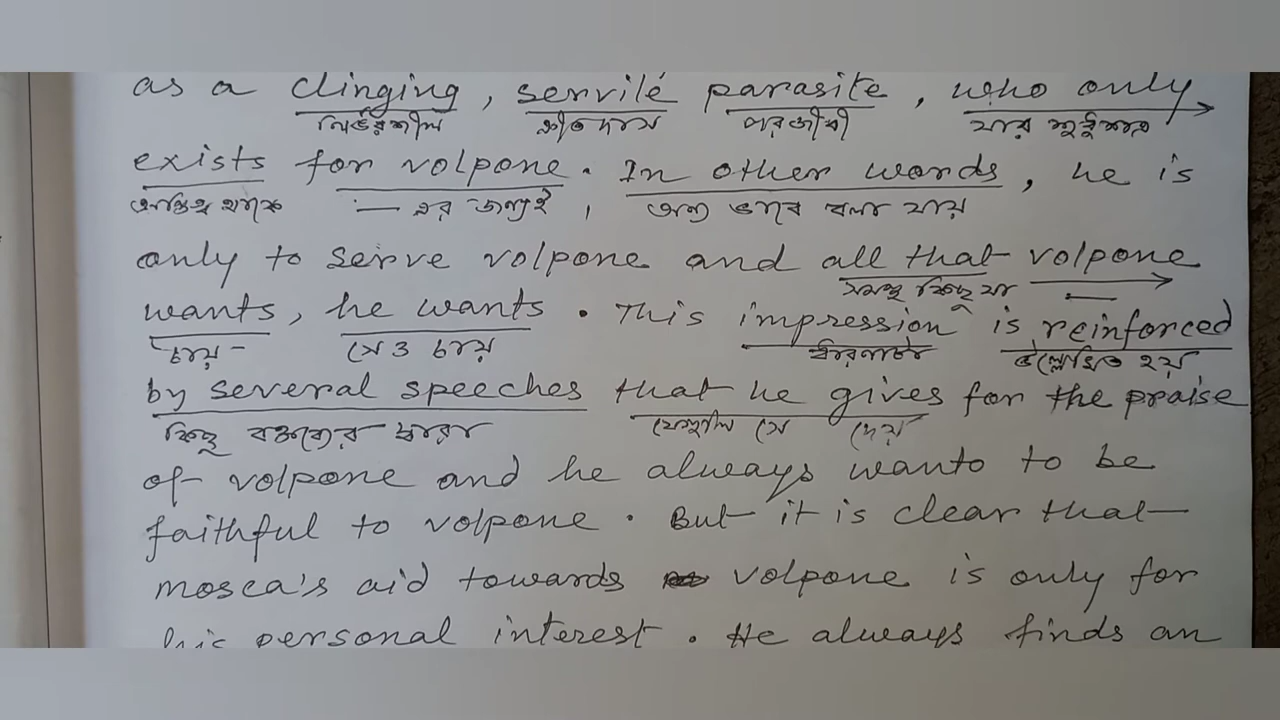 as a clinging, servile parasite, who only
নির্ভরশীল ক্রীতদাস পরজীবী যার শুধুমাত্র
exists for volpone. In other words, he is
অস্তিত্ব থাকে — এর জন্যই, অন্য ভাবে বলা যায়
only to serve volpone and all that volpone
সমস্ত কিছু যা —
wants, he wants. This impression is reinforced
চায় - সেও চায় হয়
by several speeches that he gives for the praise
কিছু বক্তব্যের দ্বারা যেগুলি সে দেয়
of volpone and he always wants to be
faithful to volpone. But it is clear that
mosca's aid towards volpone is only for
his personal interest. He always finds an